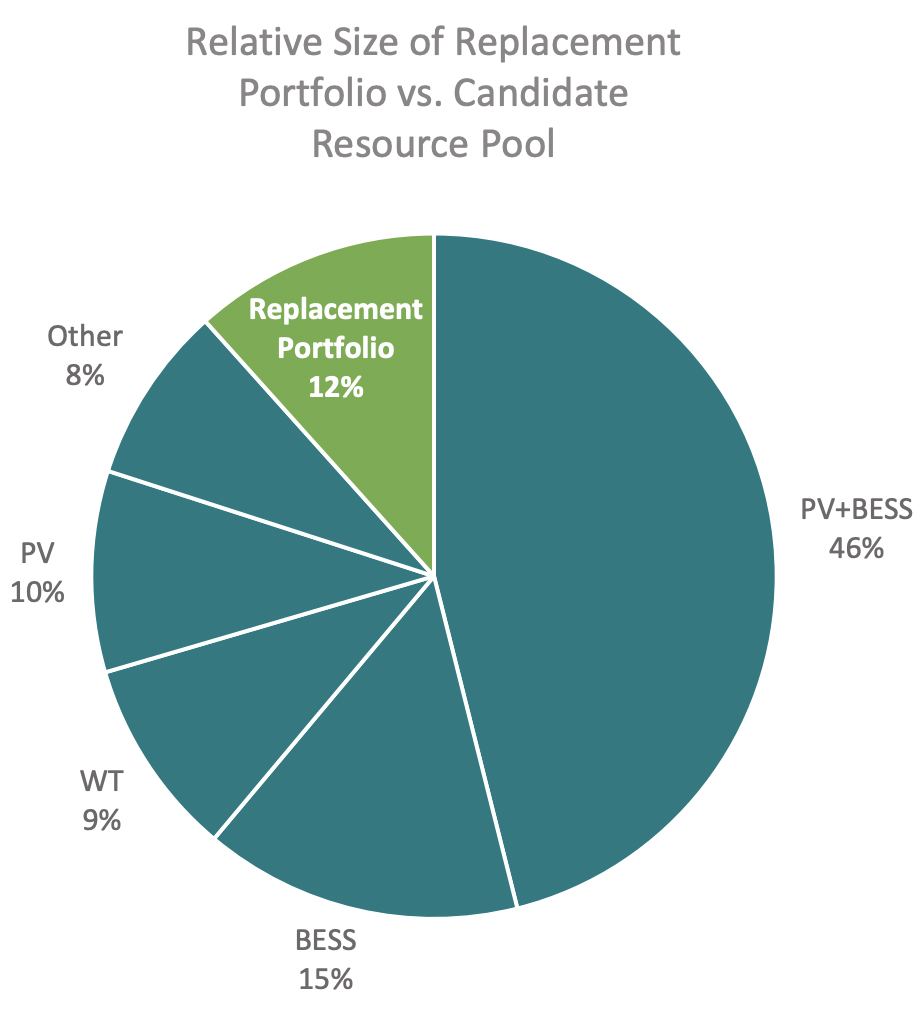 Relative Size of Replacement
Portfolio vs. Candidate
Resource Pool
Replacement
Portfolio
12%
Other
8%
PV+BESS
46%
PV
10%
WT
9%
BESS
15%